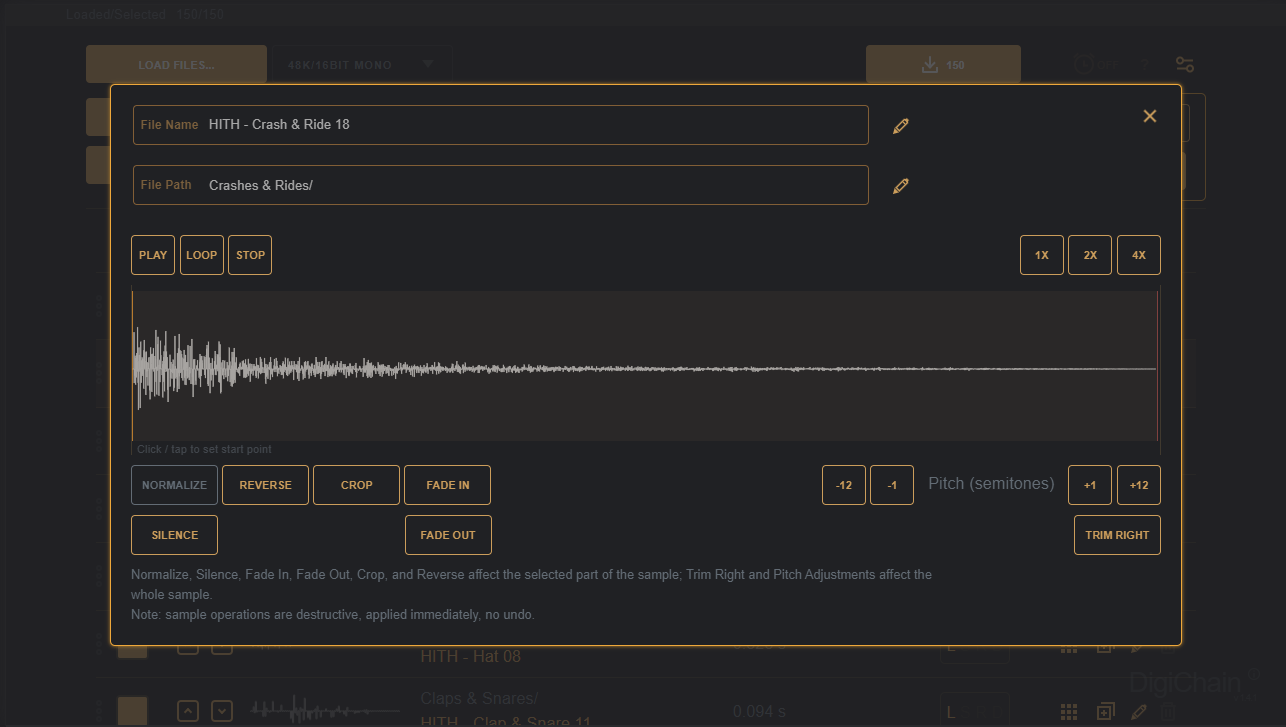 Loaded/Selected 150/150
LOAD FILES...
48K/16BIT MONO
150
File Name HITH - Crash & Ride 18
File Path Crashes & Rides/
PLAY LOOP STOP
1X 2X 4X
Click / tap to set start point
NORMALIZE REVERSE CROP FADE IN
-12 -1 Pitch (semitones) +1 +12
SILENCE FADE OUT TRIM RIGHT
Normalize, Silence, Fade In, Fade Out, Crop, and Reverse affect the selected part of the sample; Trim Right and Pitch Adjustments affect the
whole sample.
Note: sample operations are destructive, applied immediately, no undo.
HITH - Hat 08
L
DigiChain
Claps & Snares/
0.094 s
L
HITH - Clap & Snare 11